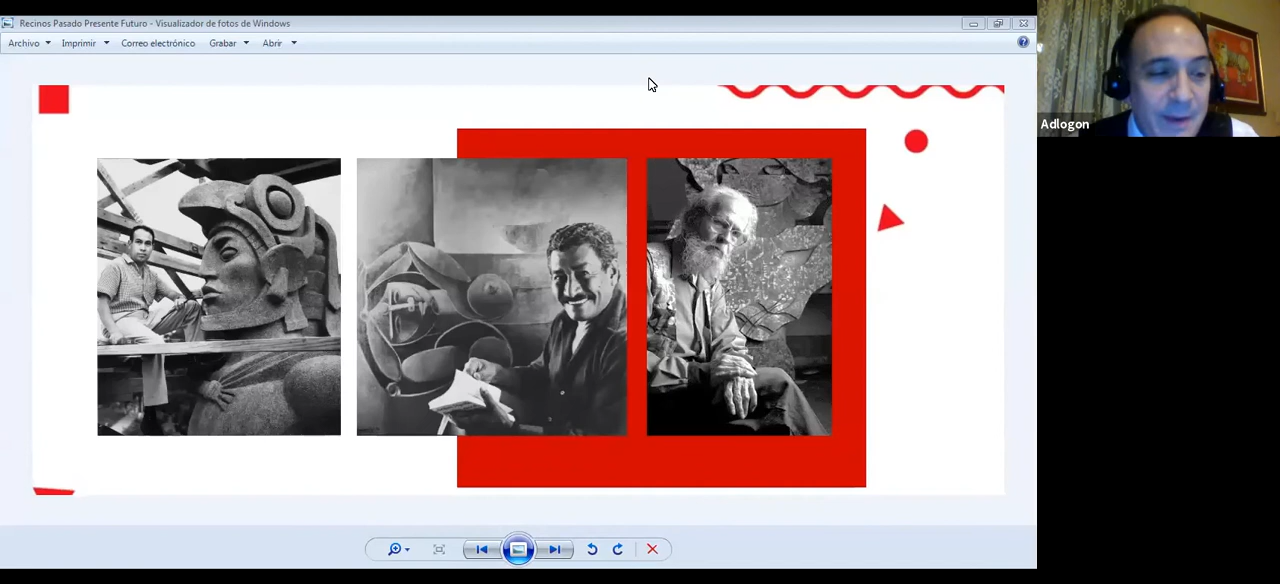 Recinos Pasado Presente Futuro - Visualizador de fotos de Windows
Archivo Imprimir Correo electrónico Grabar Abrir
Adlogon